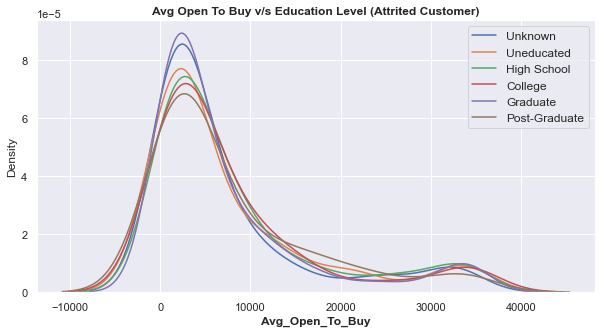 Avg Open To Buy v/s Education Level (Attrited Customer)
1e−5
8
6
4
2
0
Density
Unknown
Uneducated
High School
College
Graduate
Post-Graduate
−10000 0 10000 20000 30000 40000
Avg_Open_To_Buy